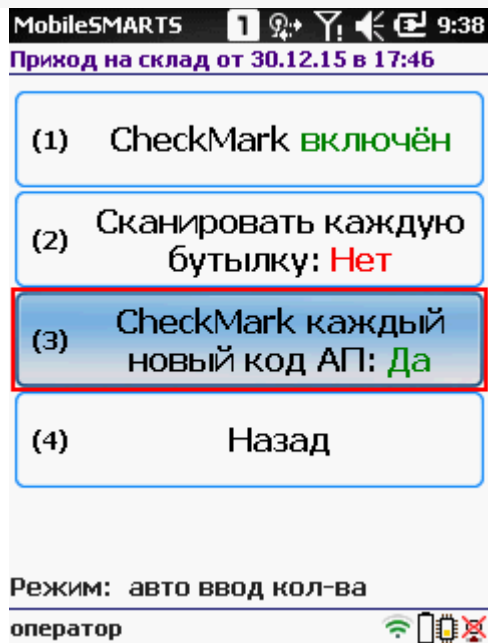 MobileSMARTS 1 9:38
Приход на склад от 30.12.15 в 17:46
(1) CheckMark включён
(2) Сканировать каждую
бутылку: Нет
(3) CheckMark каждый
новый код АП: Да
(4) Назад
Режим: авто ввод кол-ва
оператор